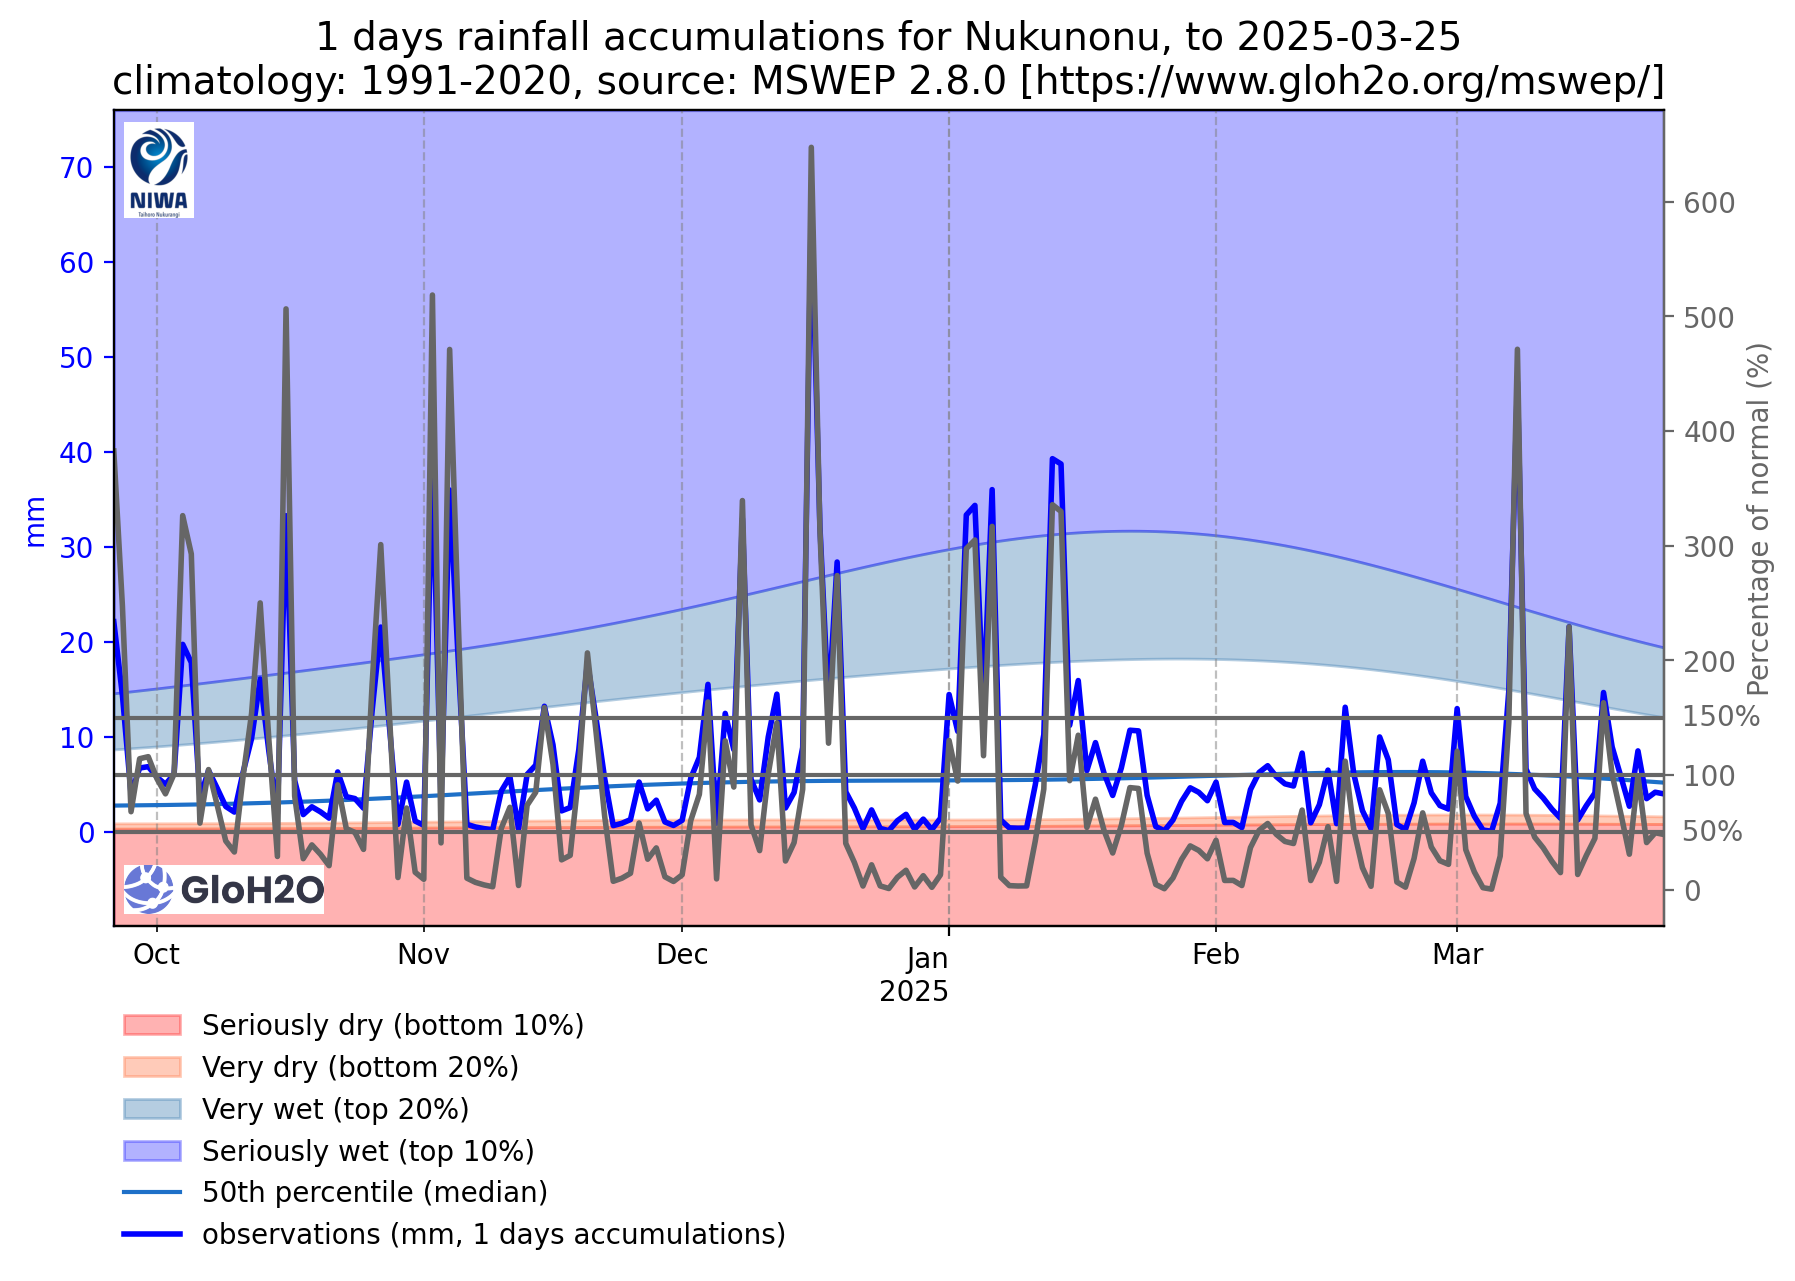 1 days rainfall accumulations for Nukunonu, to 2025-03-25
climatology: 1991-2020, source: MSWEP 2.8.0 [https://www.gloh2o.org/mswep/]
NIWA
Taihoro Nukurangi
70
60
50
40
30
20
10
0
mm
600
500
400
300
200
150%
100
50%
0
Percentage of normal (%)
GloH2O
Oct
Nov
Dec
Jan
2025
Feb
Mar
Seriously dry (bottom 10%)
Very dry (bottom 20%)
Very wet (top 20%)
Seriously wet (top 10%)
50th percentile (median)
observations (mm, 1 days accumulations)